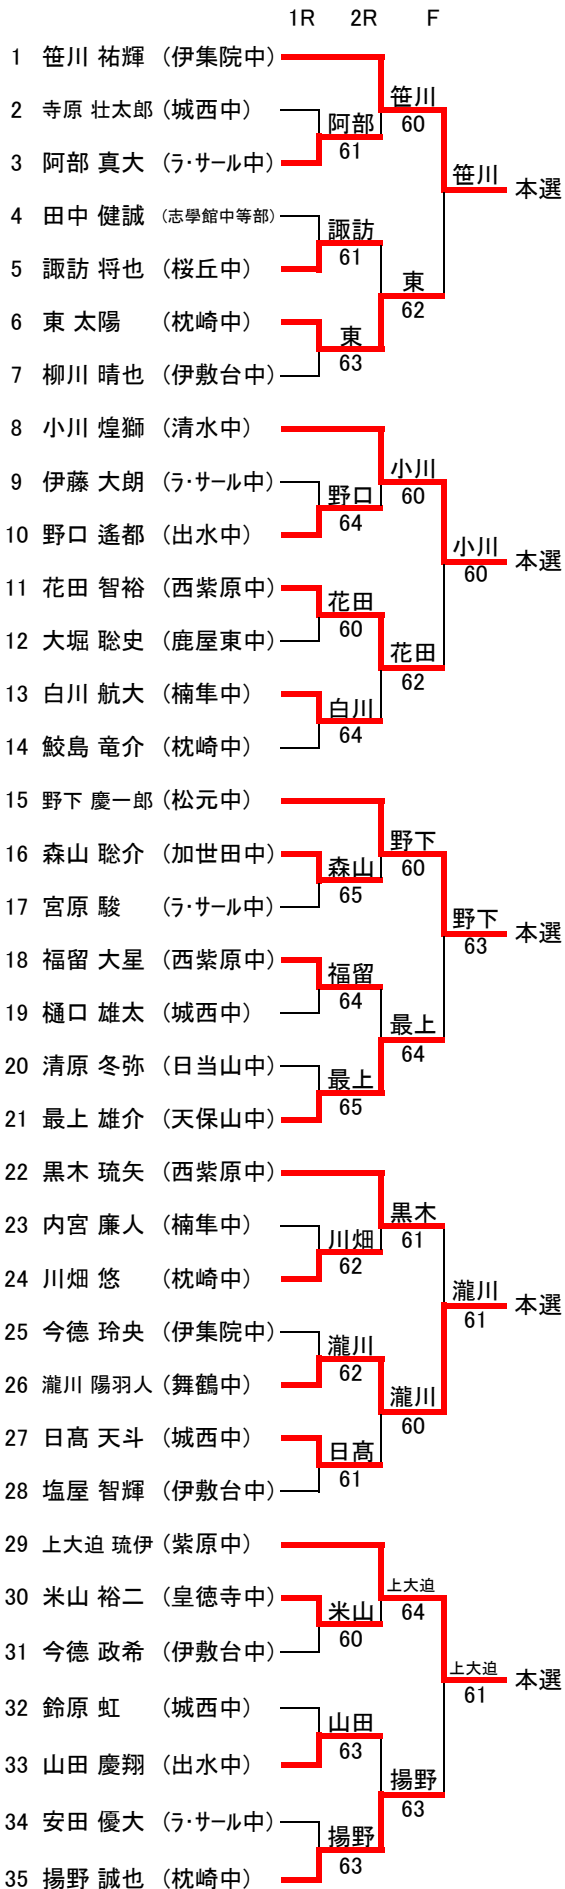 1R 2R F
1 笹川 祐輝 (伊集院中)
笹川
2 寺原 壮太郎 (城西中)
阿部
60
3 阿部 真大 (ラ・サール中)
61
笹川
本選
4 田中 健誠 (志學館中等部)
諏訪
5 諏訪 将也 (桜丘中)
61
東
6 東 太陽 (枕崎中)
東
62
7 柳川 晴也 (伊敷台中)
63
8 小川 煌獅 (清水中)
小川
9 伊藤 大朗 (ラ・サール中)
野口
60
10 野口 遙都 (出水中)
64
小川
本選
60
11 花田 智裕 (西紫原中)
花田
12 大堀 聡史 (鹿屋東中)
60
花田
13 白川 航大 (楠隼中)
白川
62
14 鮫島 竜介 (枕崎中)
64
15 野下 慶一郎 (松元中)
野下
16 森山 聡介 (加世田中)
森山
60
17 宮原 駿 (ラ・サール中)
65
野下
本選
63
18 福留 大星 (西紫原中)
福留
19 樋口 雄太 (城西中)
64
最上
20 清原 冬弥 (日当山中)
最上
64
21 最上 雄介 (天保山中)
65
22 黒木 琉矢 (西紫原中)
黒木
23 内宮 廉人 (楠隼中)
川畑
61
24 川畑 悠 (枕崎中)
62
瀧川
本選
61
25 今德 玲央 (伊集院中)
瀧川
26 瀧川 陽羽人 (舞鶴中)
62
瀧川
27 日髙 天斗 (城西中)
日髙
60
28 塩屋 智輝 (伊敷台中)
61
29 上大迫 琉伊 (紫原中)
上大迫
30 米山 裕二 (皇徳寺中)
米山
64
31 今德 政希 (伊敷台中)
60
上大迫
本選
61
32 鈴原 虹 (城西中)
山田
33 山田 慶翔 (出水中)
63
揚野
34 安田 優大 (ラ・サール中)
揚野
63
35 揚野 誠也 (枕崎中)
63